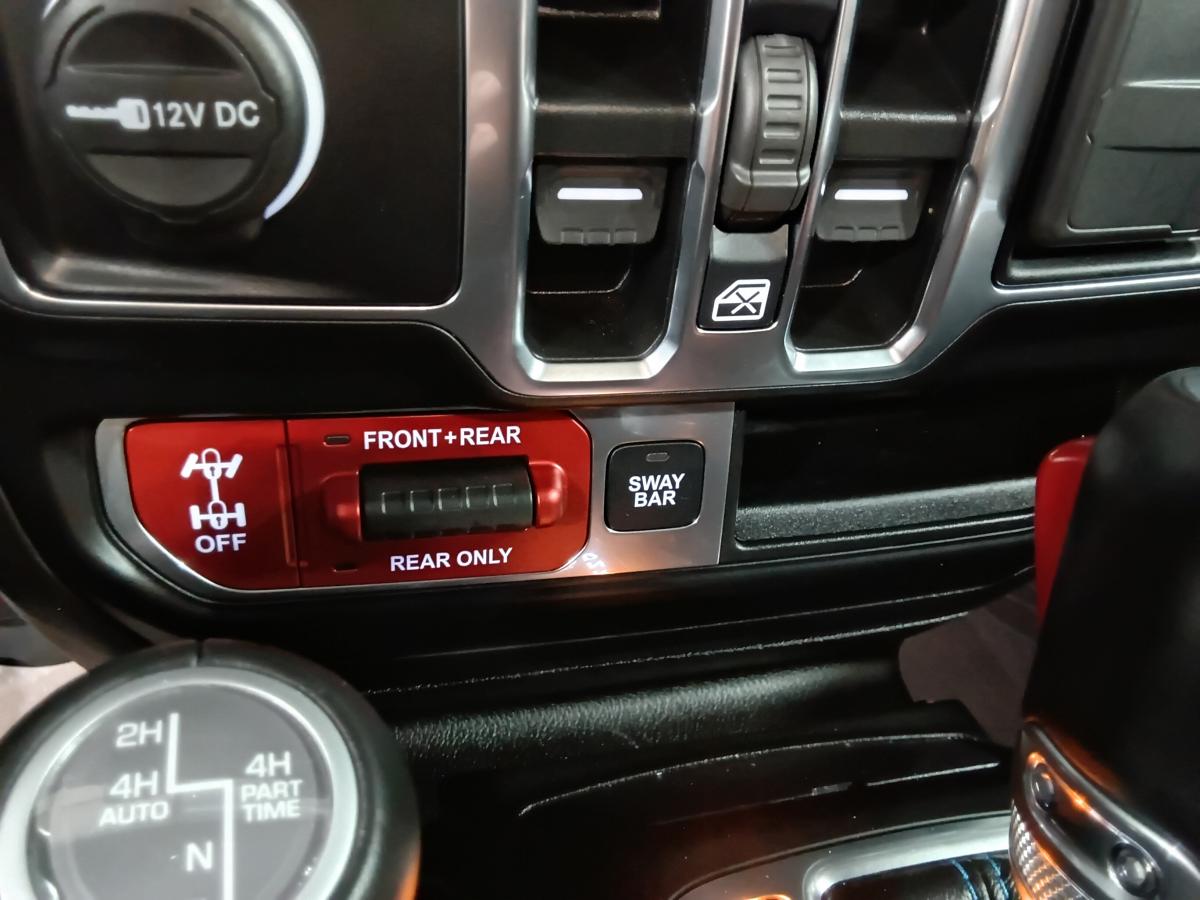 12V DC
FRONT+REAR
OFF
REAR ONLY
SWAY
BAR
2H
4H
AUTO
4H
PART
TIME
N